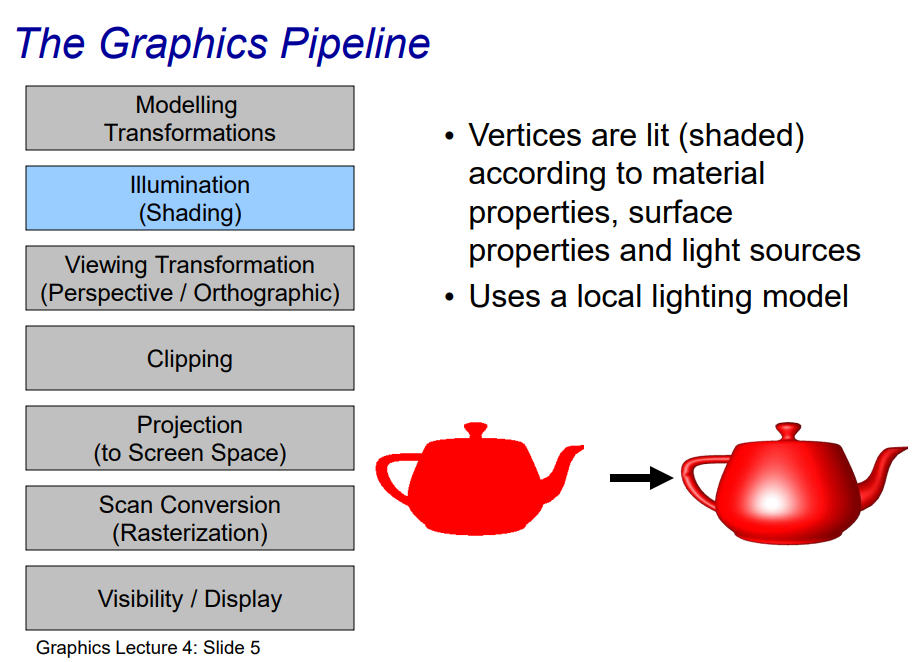 The Graphics Pipeline
Modelling
Transformations
Illumination
(Shading)
Viewing Transformation
(Perspective / Orthographic)
Clipping
Projection
(to Screen Space)
Scan Conversion
(Rasterization)
Visibility / Display
• Vertices are lit (shaded)
according to material
properties, surface
properties and light sources
• Uses a local lighting model
Graphics Lecture 4: Slide 5